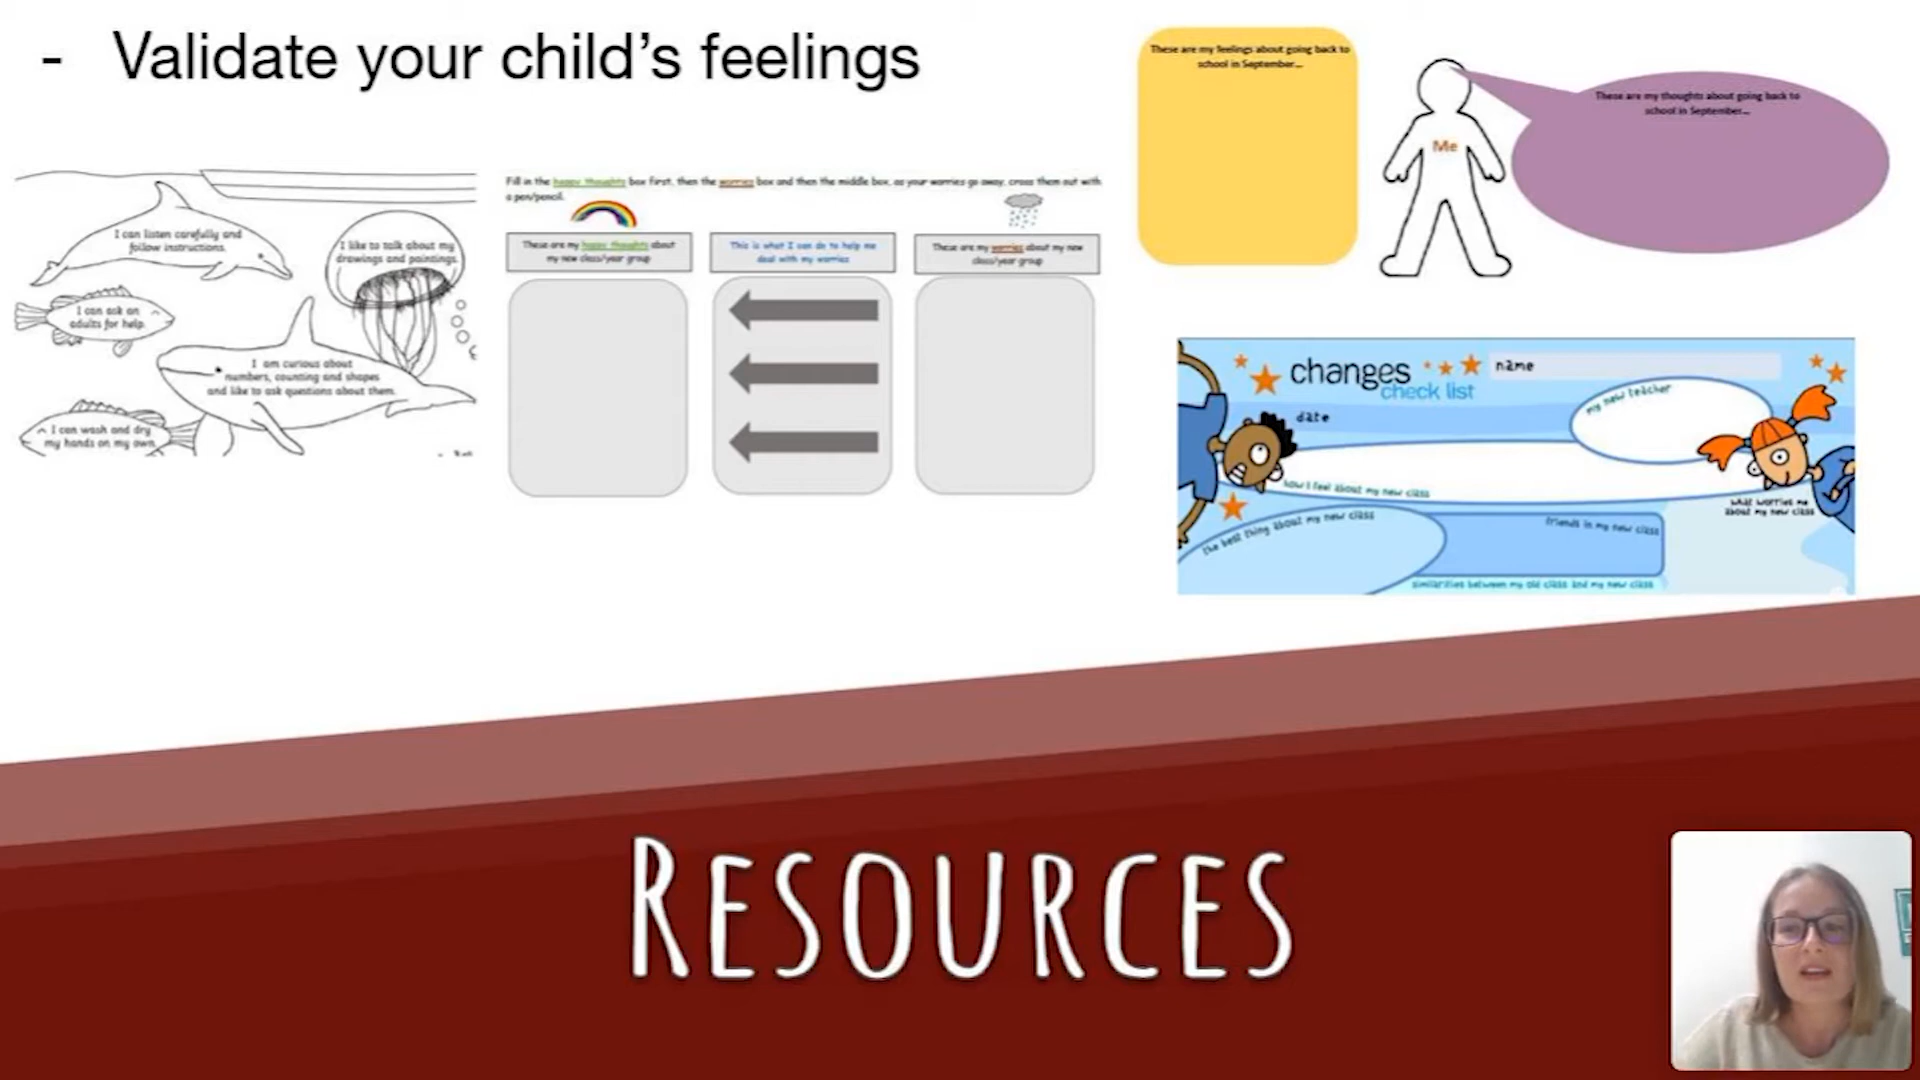 - Validate your child's feelings
I can listen carefully and
follow instructions.
I like to talk about my
drawings and paintings.
I can ask an
adults for help.
I am curious about
numbers, counting and shapes
and like to ask questions about them.
I can wash and dry
my hands on my own.
Fill in the happy thoughts box first, then the worries box and then the middle box, as your worries go away, cross them out with
a pen/pencil.
These are my happy thoughts about
my new class/year group
This is what I can do to help me
deal with my worries
These are my worries about my new
class/year group
These are my feelings about going back to
school in September...
Me
These are my thoughts about going back to
school in September...
changes
check list
name
date
my new teacher
how I feel about my new class
what worries me
about my new class
the best thing about my new class
friends in my new class
similarities between my old class and my new class
RESOURCES